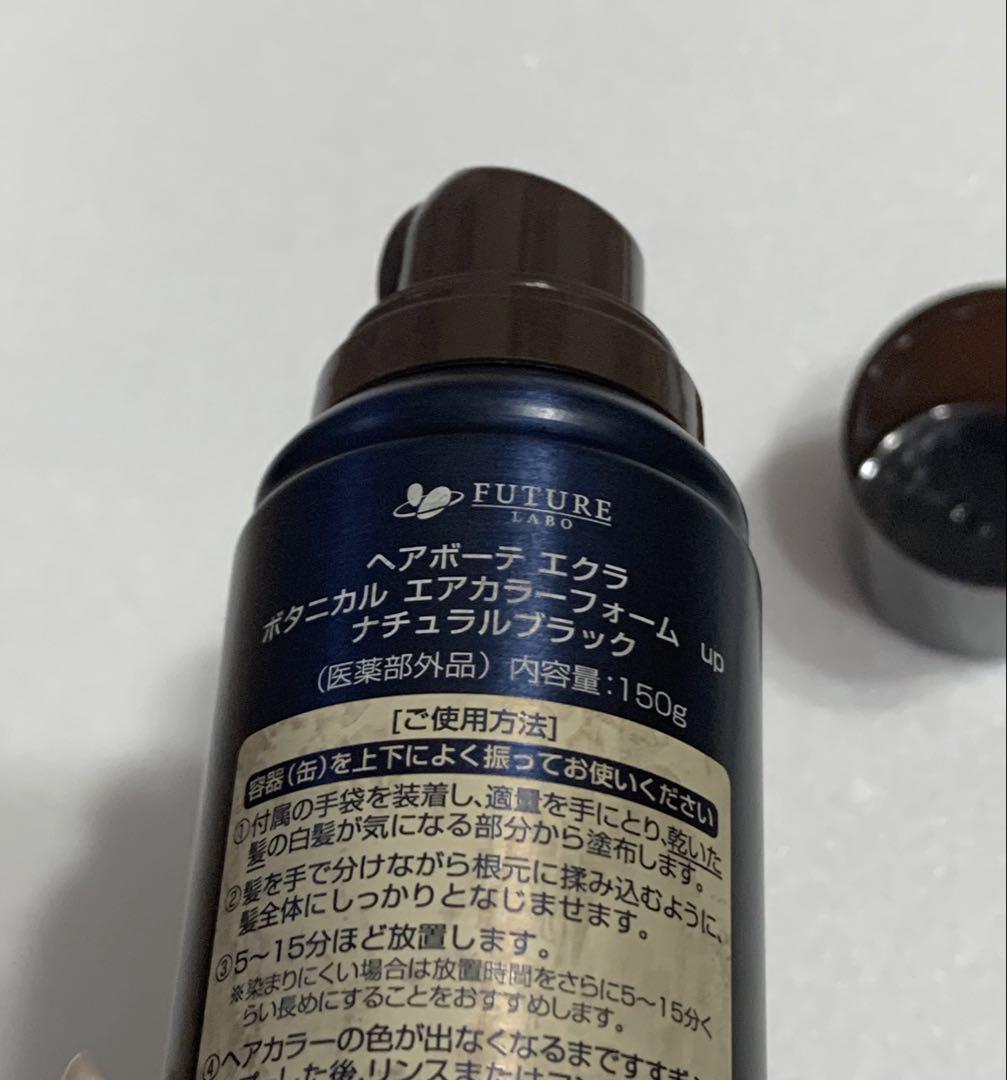 FUTURE
LABO
ヘアボーテ エクラ
ボタニカル エアカラーフォーム up
ナチュラルブラック
(医薬部外品) 内容量:150g
[ご使用方法]
容器(缶)を上下によく振ってお使いください
①付属の手袋を装着し、適量を手にとり、乾いた
髪の白髪が気になる部分から塗布します。
②髪を手で分けながら根元に揉み込むように、
髪全体にしっかりとなじませます。
③5~15分ほど放置します。
※染まりにくい場合は放置時間をさらに5~15分く
らい長めにすることをおすすめします。
④ヘアカラーの色が出なくなるまですすぎ
した後、リンスまたは